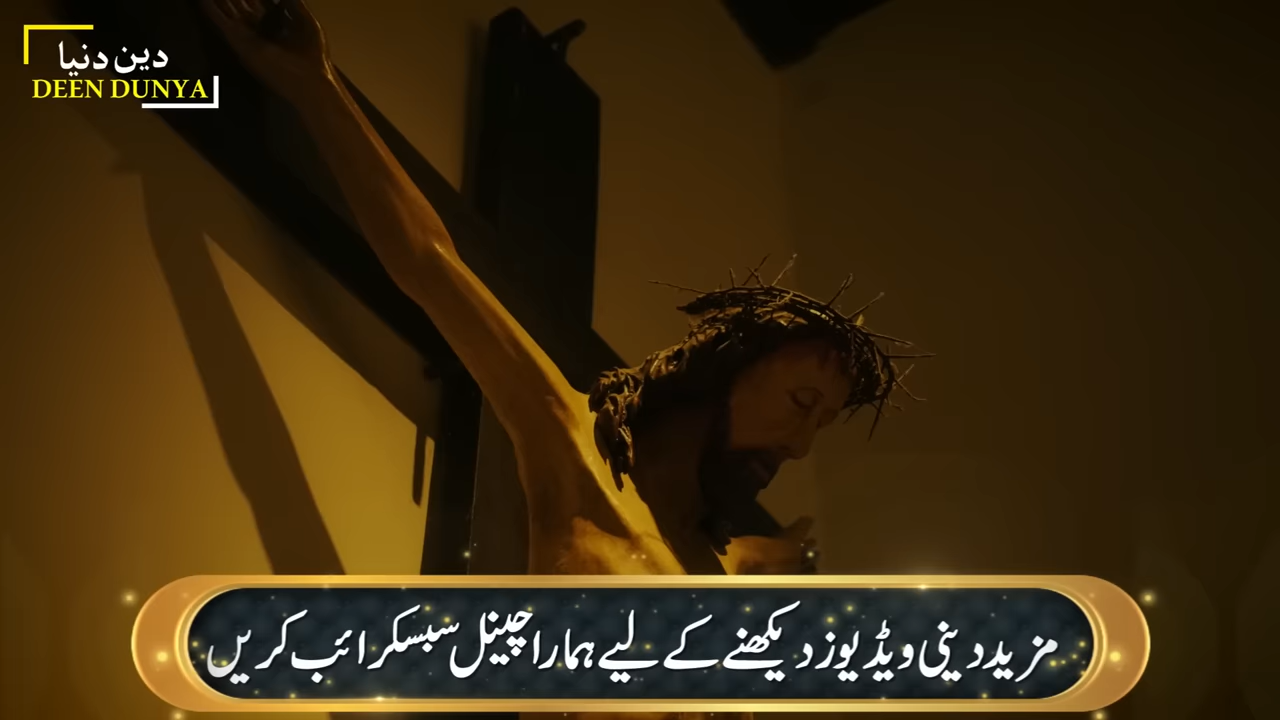 دین دنیا
DEEN DUNYA
مزید دینی ویڈیوز دیکھنے کے لیے ہمارا چینل سبسکرائب کریں